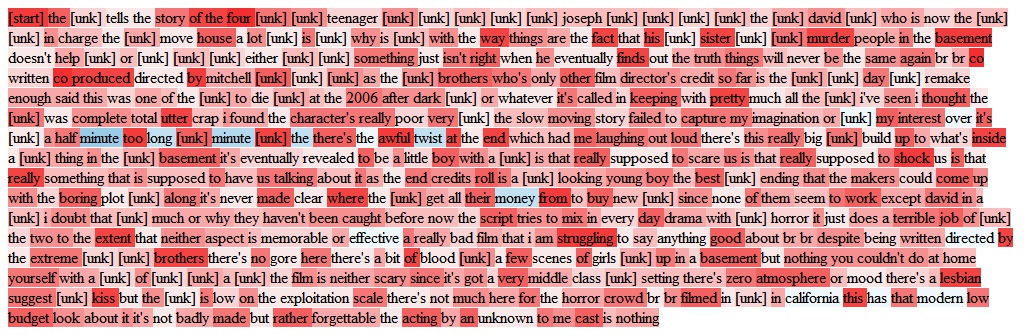 [start] the [unk] tells the story of the four [unk] [unk] teenager [unk] [unk] [unk] [unk] [unk] joseph [unk] [unk] [unk] [unk] [unk] the [unk] david [unk] who is now the [unk]
[unk] in charge the [unk] move house a lot [unk] is [unk] why is [unk] with the way things are the fact that his [unk] sister [unk] [unk] murder people in the basement
doesn't help [unk] or [unk] [unk] [unk] either [unk] [unk] something just isn't right when he eventually finds out the truth things will never be the same again br br co
written co produced directed by mitchell [unk] [unk] [unk] as the [unk] brothers who's only other film director's credit so far is the [unk] [unk] day [unk] remake
enough said this was one of the [unk] to die [unk] at the 2006 after dark [unk] or whatever it's called in keeping with pretty much all the [unk] i've seen i thought the
[unk] was complete total utter crap i found the character's really poor very [unk] the slow moving story failed to capture my imagination or [unk] my interest over it's
[unk] a half minute too long [unk] minute [unk] the there's the awful twist at the end which had me laughing out loud there's this really big [unk] build up to what's inside
a [unk] thing in the [unk] basement it's eventually revealed to be a little boy with a [unk] is that really supposed to scare us is that really supposed to shock us is that
really something that is supposed to have us talking about it as the end credits roll is a [unk] looking young boy the best [unk] ending that the makers could come up
with the boring plot [unk] along it's never made clear where the [unk] get all their money from to buy new [unk] since none of them seem to work except david in a
[unk] i doubt that [unk] much or why they haven't been caught before now the script tries to mix in every day drama with [unk] horror it just does a terrible job of [unk]
the two to the extent that neither aspect is memorable or effective a really bad film that i am struggling to say anything good about br br despite being written directed by
the extreme [unk] [unk] brothers there's no gore here there's a bit of blood [unk] a few scenes of girls [unk] up in a basement but nothing you couldn't do at home
yourself with a [unk] of [unk] [unk] a [unk] the film is neither scary since it's got a very middle class [unk] setting there's zero atmosphere or mood there's a lesbian
suggest [unk] kiss but the [unk] is low on the exploitation scale there's not much here for the horror crowd br br filmed in [unk] in california this has that modern low
budget look about it it's not badly made but rather forgettable the acting by an unknown to me cast is nothing